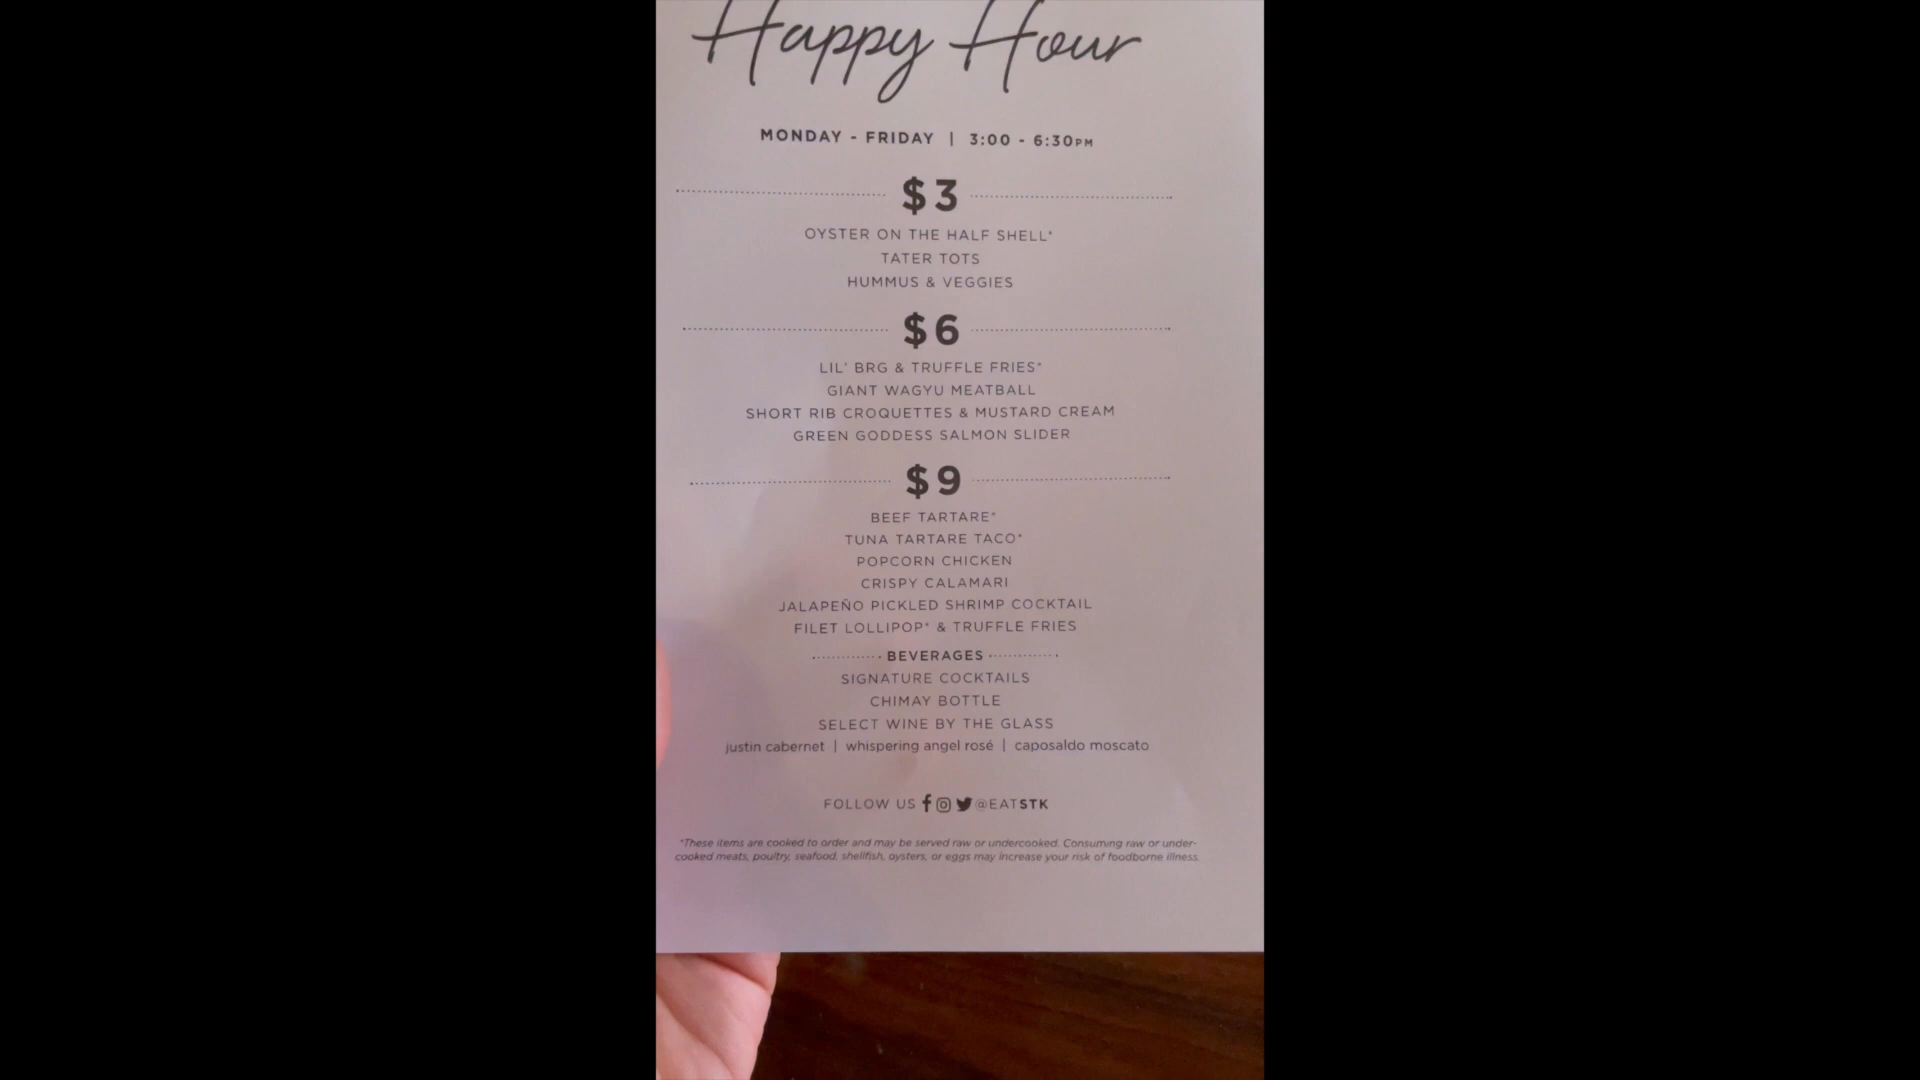 Happy Hour
MONDAY - FRIDAY | 3:00 - 6:30PM
$3
OYSTER ON THE HALF SHELL*
TATER TOTS
HUMMUS & VEGGIES
$6
LIL' BRG & TRUFFLE FRIES*
GIANT WAGYU MEATBALL
SHORT RIB CROQUETTES & MUSTARD CREAM
GREEN GODDESS SALMON SLIDER
$9
BEEF TARTARE*
TUNA TARTARE TACO*
POPCORN CHICKEN
CRISPY CALAMARI
JALAPEÑO PICKLED SHRIMP COCKTAIL
FILET LOLLIPOP* & TRUFFLE FRIES
BEVERAGES
SIGNATURE COCKTAILS
CHIMAY BOTTLE
SELECT WINE BY THE GLASS
justin cabernet | whispering angel rosé | caposaldo moscato
FOLLOW US @EATSTK
*These items are cooked to order and may be served raw or undercooked. Consuming raw or under-
cooked meats, poultry, seafood, shellfish, oysters, or eggs may increase your risk of foodborne illness.